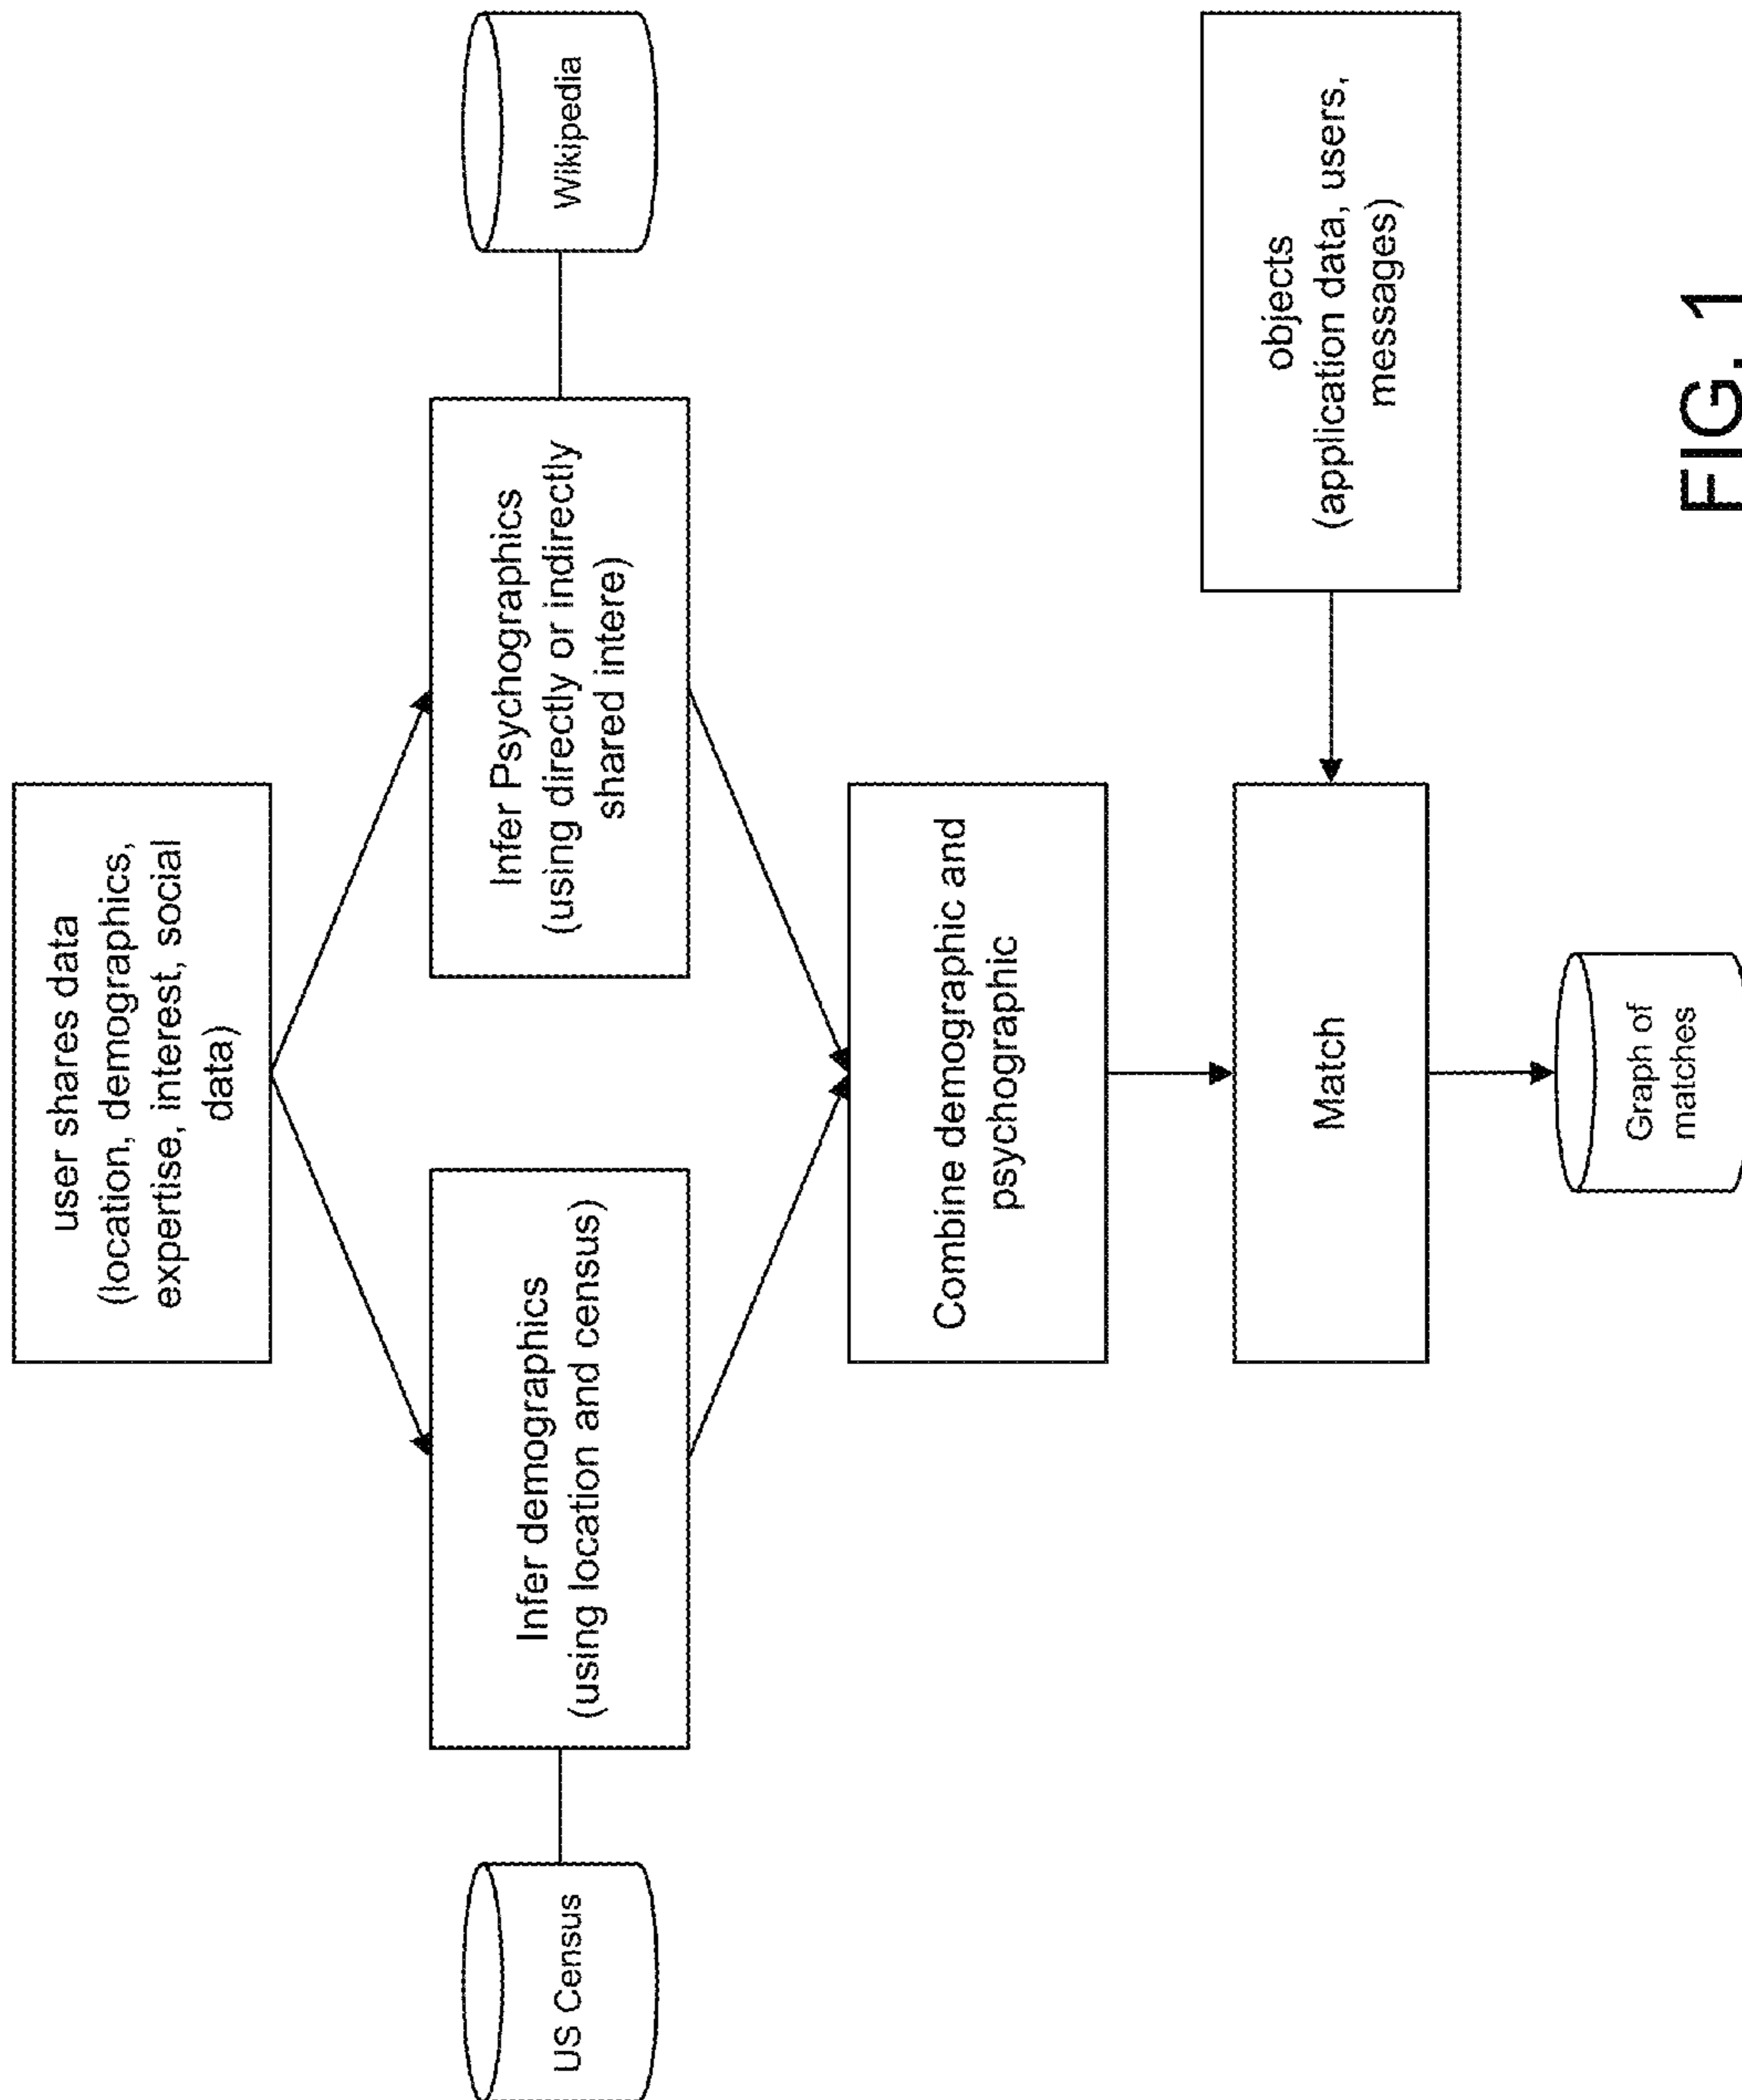 user shares data
(location, demographics,
expertise, interest, social
data)
US Census
Infer demographics
(using location and census)
Infer Psychographics
(using directly or indirectly
shared intere)
Wikipedia
Combine demographic and
psychographic
Match
objects
(application data, users,
messages)
Graph of
matches
FIG. 1